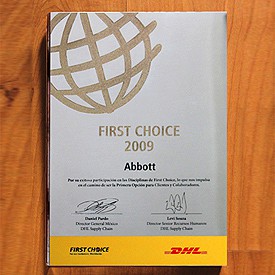 FIRST CHOICE
2009
Abbott
Por su exitosa participación en las Disciplinas de First Choice, lo que nos impulsa
en el camino de ser la Primera Opción para Clientes y Colaboradores.
Daniel Pardo Levi Souza
Director General México Director Senior Recursos Humanos
DHL Supply Chain DHL Supply Chain
FIRST CHOICE DHL